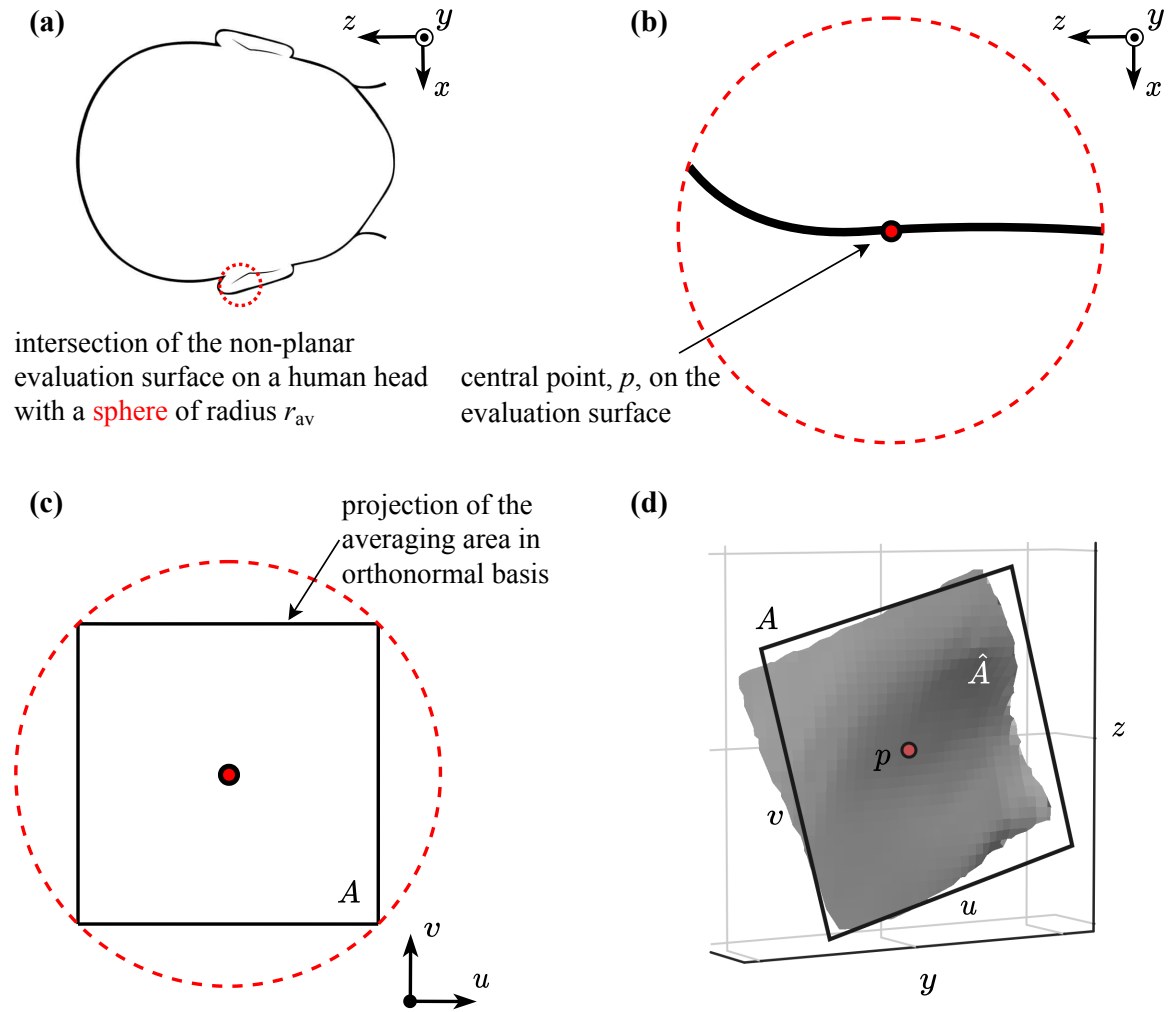 (a)
z
y
x
intersection of the non-planar
evaluation surface on a human head
with a sphere of radius r_av
(b)
z
y
x
central point, p, on the
evaluation surface
(c)
projection of the
averaging area in
orthonormal basis
A
v
u
(d)
A
Â
p
v
u
z
y